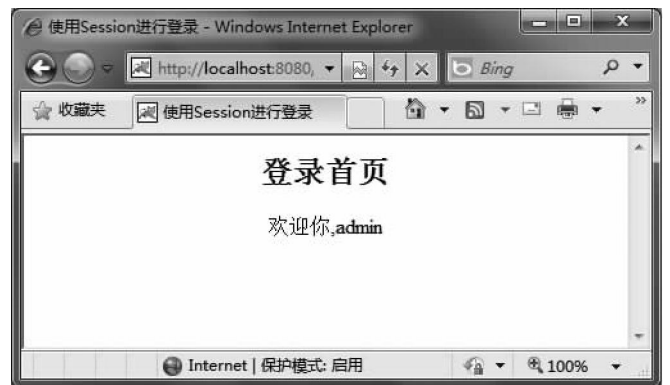 使用Session进行登录 - Windows Internet Explorer
http://localhost:8080,
Bing
收藏夹
使用Session进行登录
登录首页
欢迎你,admin
Internet | 保护模式: 启用
100%